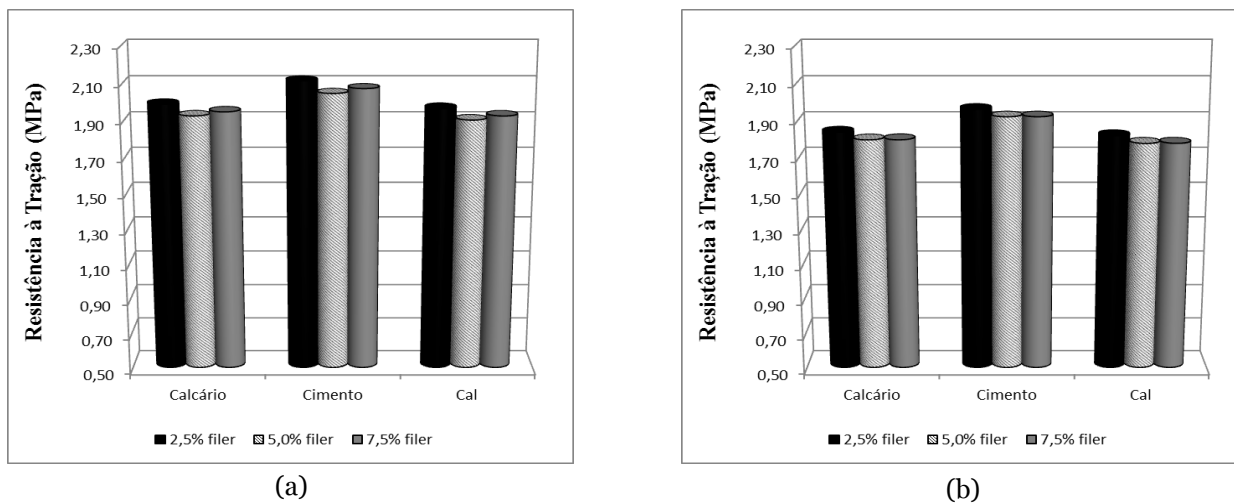 Resistência à Tração (MPa)
2,30
2,10
1,90
1,70
1,50
1,30
1,10
0,90
0,70
0,50
Calcário Cimento Cal
2,5% filer 5,0% filer 7,5% filer
(a)
Resistência à Tração (MPa)
2,30
2,10
1,90
1,70
1,50
1,30
1,10
0,90
0,70
0,50
Calcário Cimento Cal
2,5% filer 5,0% filer 7,5% filer
(b)